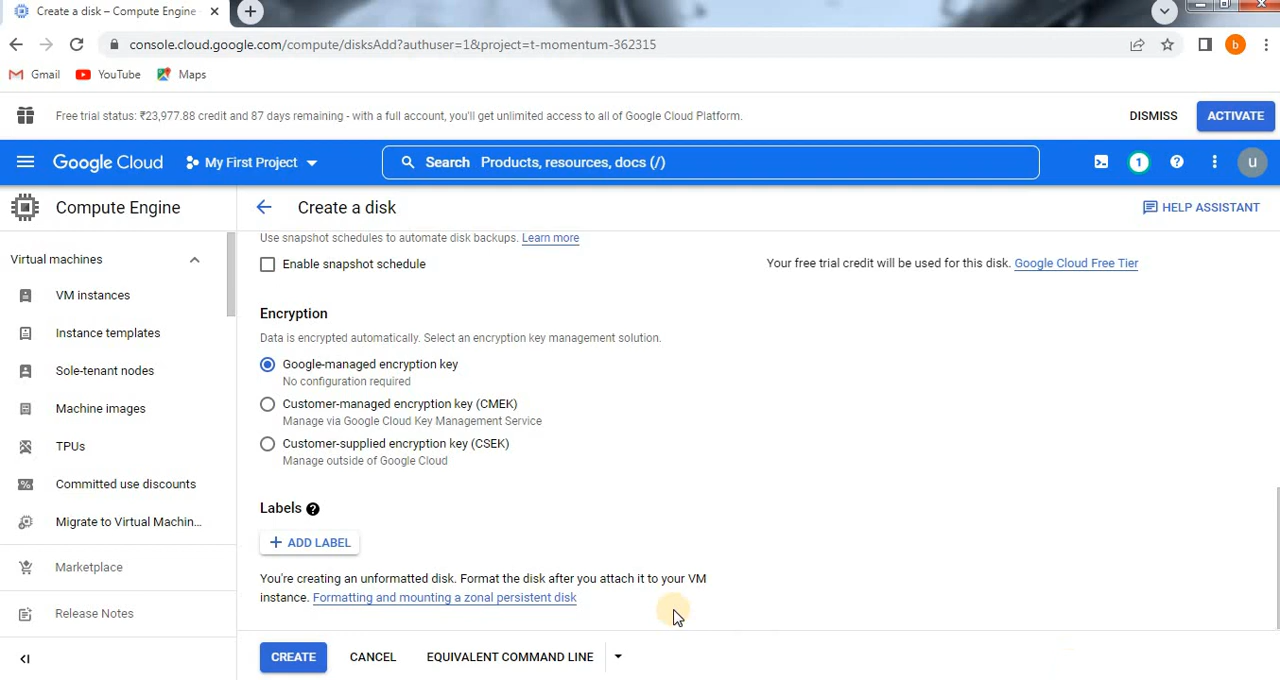 Create a disk – Compute Engine
console.cloud.google.com/compute/disksAdd?authuser=1&project=t-momentum-362315
b
Gmail YouTube Maps
Free trial status: ₹23,977.88 credit and 87 days remaining - with a full account, you'll get unlimited access to all of Google Cloud Platform.
DISMISS
ACTIVATE
Google Cloud
My First Project
Search Products, resources, docs (/)
1
u
Compute Engine
Create a disk
HELP ASSISTANT
Virtual machines
VM instances
Instance templates
Sole-tenant nodes
Machine images
TPUs
Committed use discounts
Migrate to Virtual Machin...
Marketplace
Release Notes
Use snapshot schedules to automate disk backups. Learn more
Enable snapshot schedule
Your free trial credit will be used for this disk. Google Cloud Free Tier
Encryption
Data is encrypted automatically. Select an encryption key management solution.
Google-managed encryption key
No configuration required
Customer-managed encryption key (CMEK)
Manage via Google Cloud Key Management Service
Customer-supplied encryption key (CSEK)
Manage outside of Google Cloud
Labels
ADD LABEL
You're creating an unformatted disk. Format the disk after you attach it to your VM
instance. Formatting and mounting a zonal persistent disk
CREATE
CANCEL
EQUIVALENT COMMAND LINE